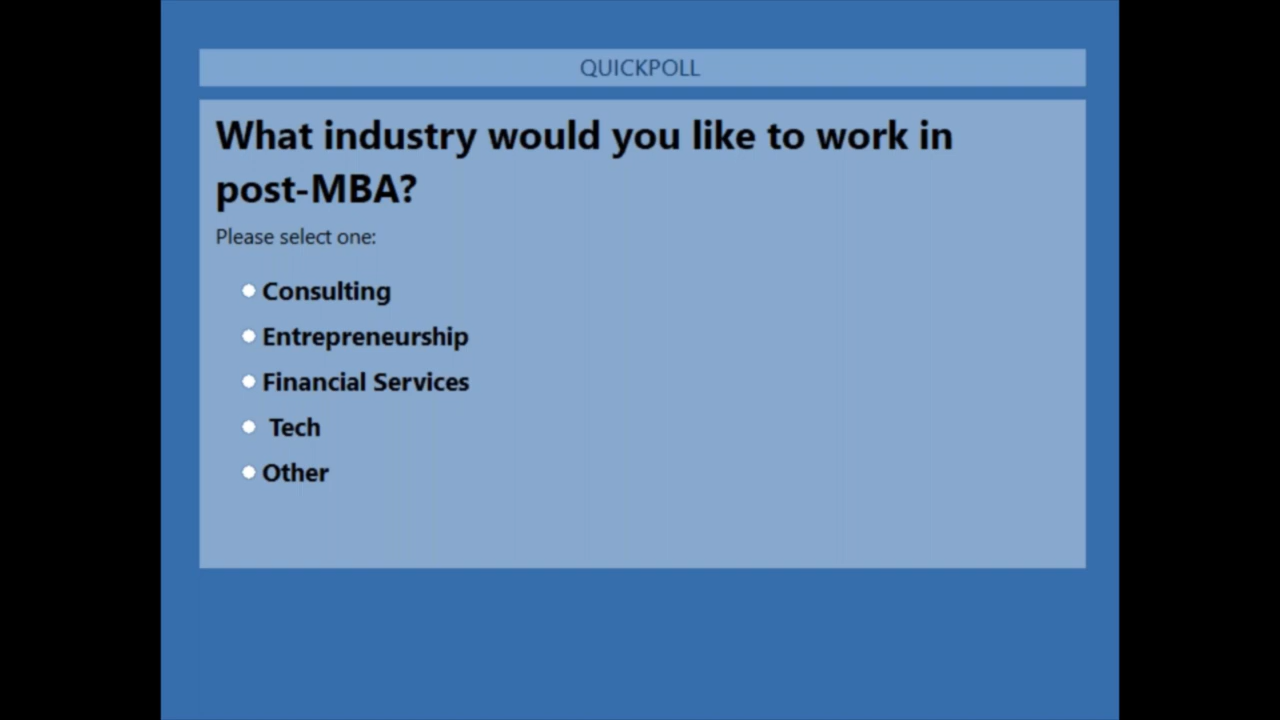 QUICKPOLL
What industry would you like to work in
post-MBA?
Please select one:
Consulting
Entrepreneurship
Financial Services
Tech
Other